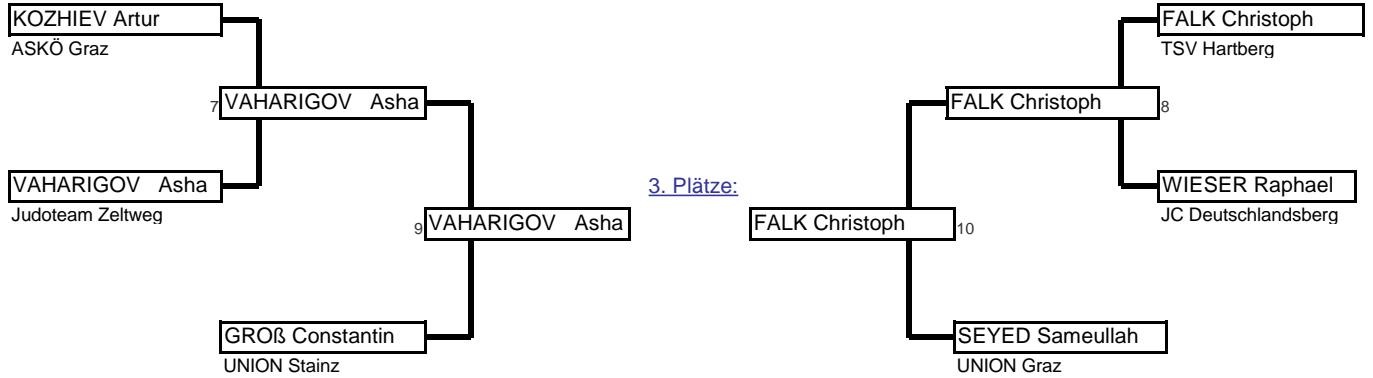 KOZHIEV Artur
FALK Christoph
ASKÖ Graz
TSV Hartberg
7 VAHARIGOV Asha
FALK Christoph 8
VAHARIGOV Asha
3. Plätze:
WIESER Raphael
Judoteam Zeltweg
JC Deutschlandsberg
9 VAHARIGOV Asha
FALK Christoph 10
GROß Constantin
SEYED Sameullah
UNION Stainz
UNION Graz